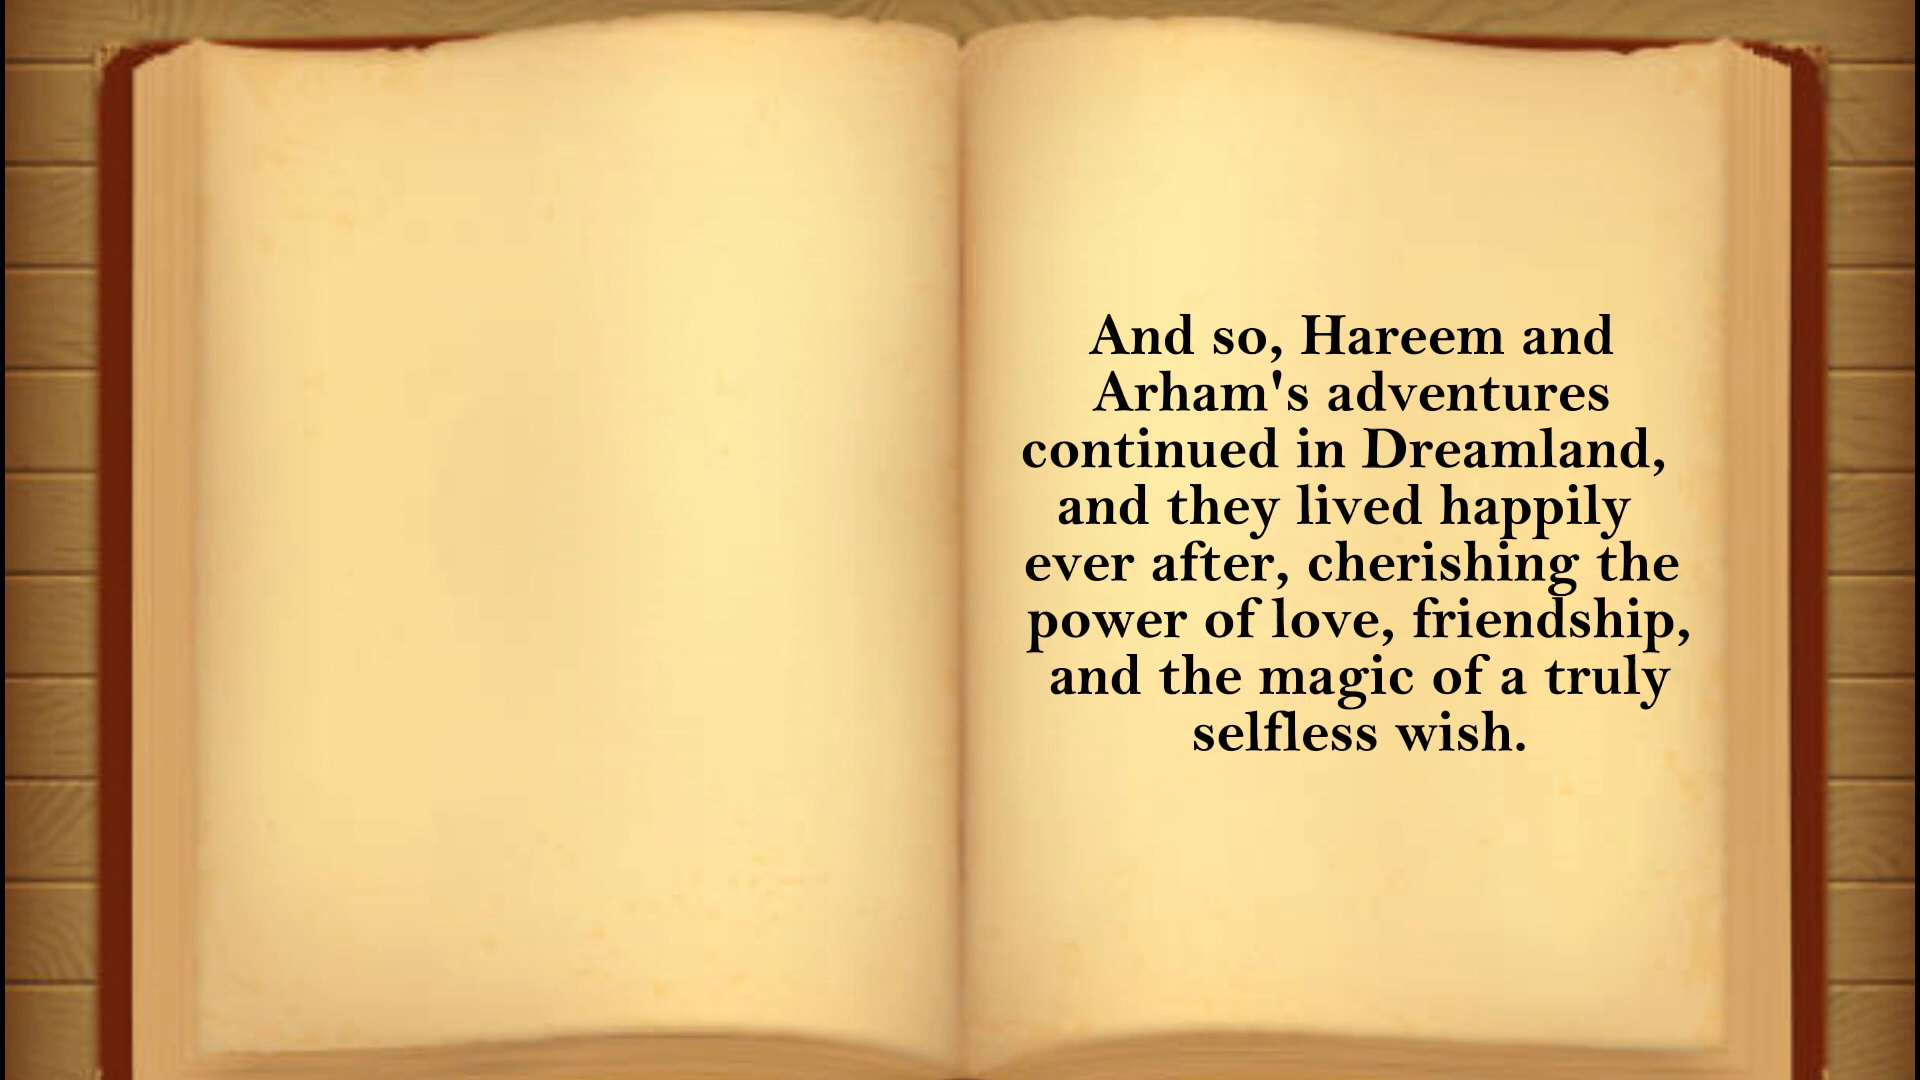 And so, Hareem and
Arham's adventures
continued in Dreamland,
and they lived happily
ever after, cherishing the
power of love, friendship,
and the magic of a truly
selfless wish.